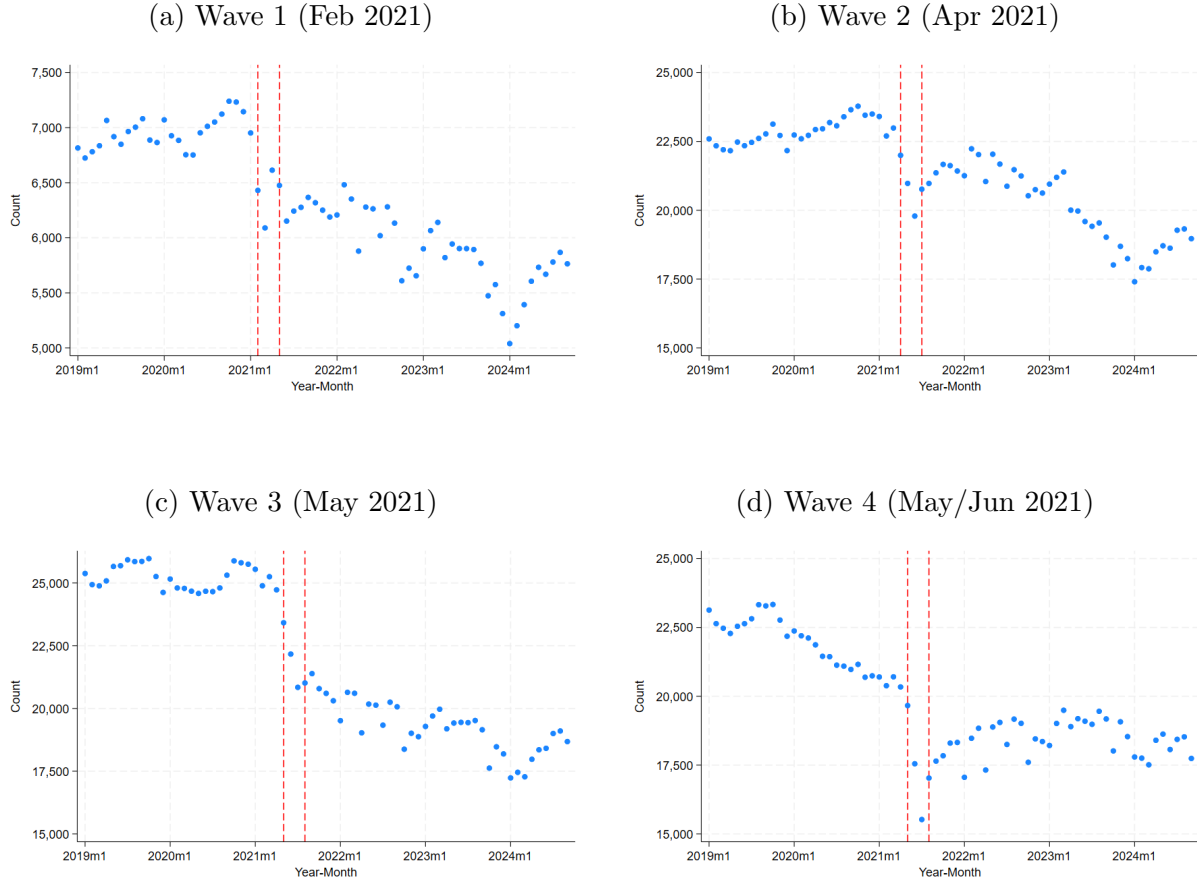 (a) Wave 1 (Feb 2021)
7,500
7,000
6,500
6,000
5,500
5,000
Count
2019m1 2020m1 2021m1 2022m1 2023m1 2024m1
Year-Month
(b) Wave 2 (Apr 2021)
25,000
22,500
20,000
17,500
15,000
Count
2019m1 2020m1 2021m1 2022m1 2023m1 2024m1
Year-Month
(c) Wave 3 (May 2021)
25,000
22,500
20,000
17,500
15,000
Count
2019m1 2020m1 2021m1 2022m1 2023m1 2024m1
Year-Month
(d) Wave 4 (May/Jun 2021)
25,000
22,500
20,000
17,500
15,000
Count
2019m1 2020m1 2021m1 2022m1 2023m1 2024m1
Year-Month